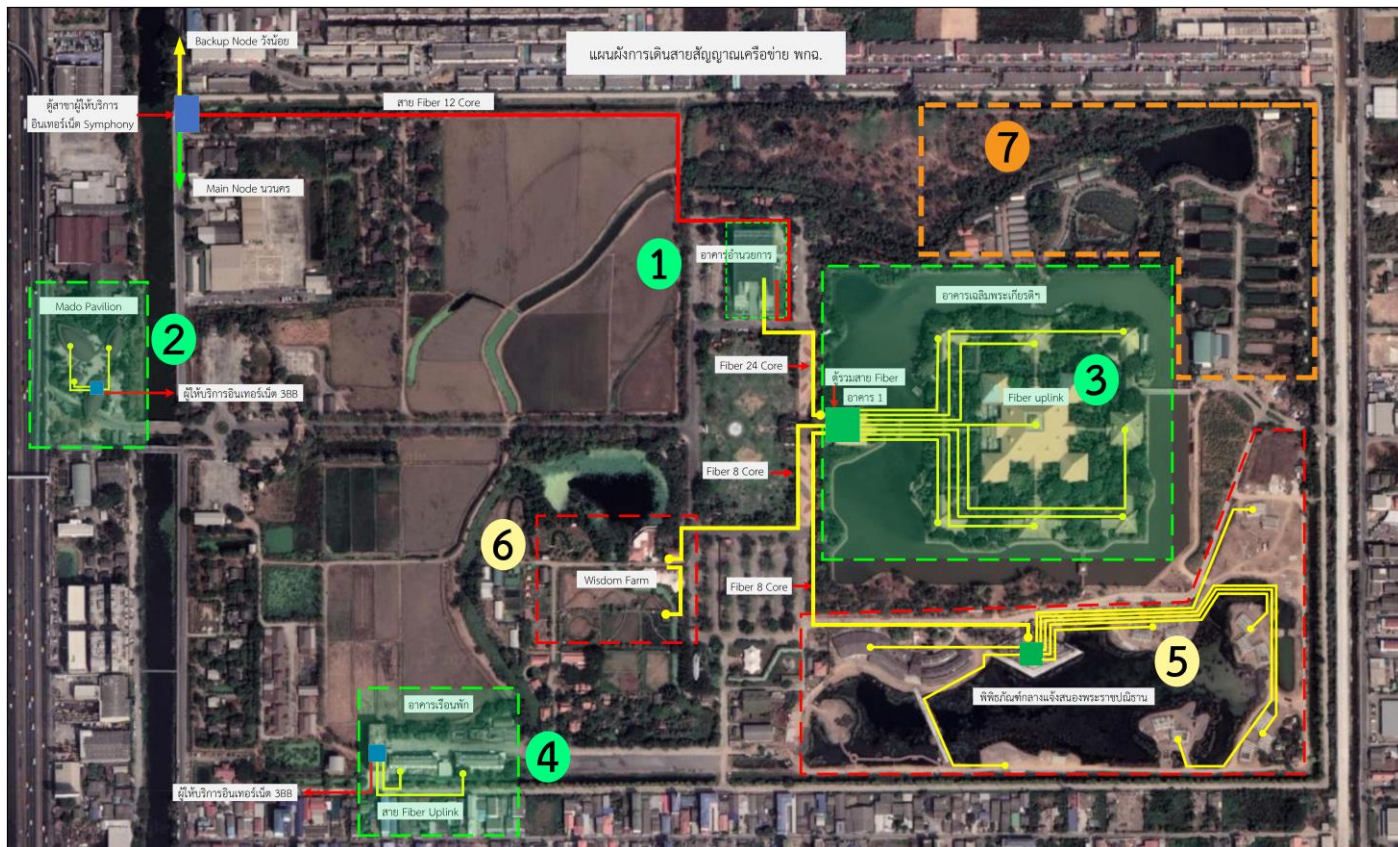 Backup Node วังน้อย
แผนผังการเดินสายสัญญาณเครือข่าย พกฉ.
ตู้สาขาผู้ให้บริการ
อินเทอร์เน็ต Symphony
สาย Fiber 12 Core
7
Main Node นวนคร
1
อาคารอำนวยการ
Mado Pavilion
2
อาคารเฉลิมพระเกียรติฯ
Fiber 24 Core
ตู้รวมสาย Fiber
อาคาร 1
3
Fiber uplink
ผู้ให้บริการอินเทอร์เน็ต 3BB
Fiber 8 Core
6
Wisdom Farm
Fiber 8 Core
5
พิพิธภัณฑ์กลางแจ้งสนองพระราชปณิธาน
อาคารเรือนพัก
4
ผู้ให้บริการอินเทอร์เน็ต 3BB
สาย Fiber Uplink